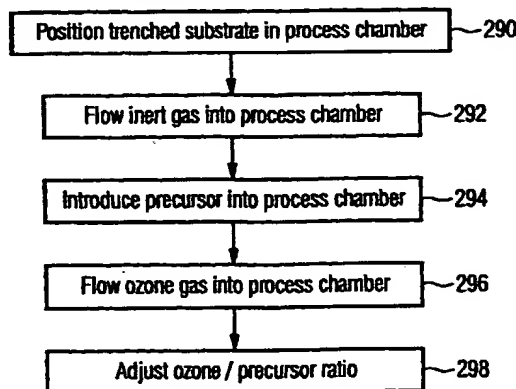 Position trenched substrate in process chamber 290
Flow inert gas into process chamber 292
Introduce precursor into process chamber 294
Flow ozone gas into process chamber 296
Adjust ozone / precursor ratio 298